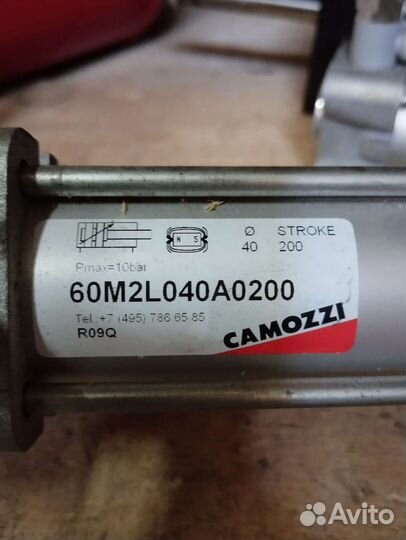 Ø STROKE
N S
40 200
Pmax=10bar
60M2L040A0200
Tel.:+7 (495) 786 65 85
R09Q
CAMOZZI
Avito